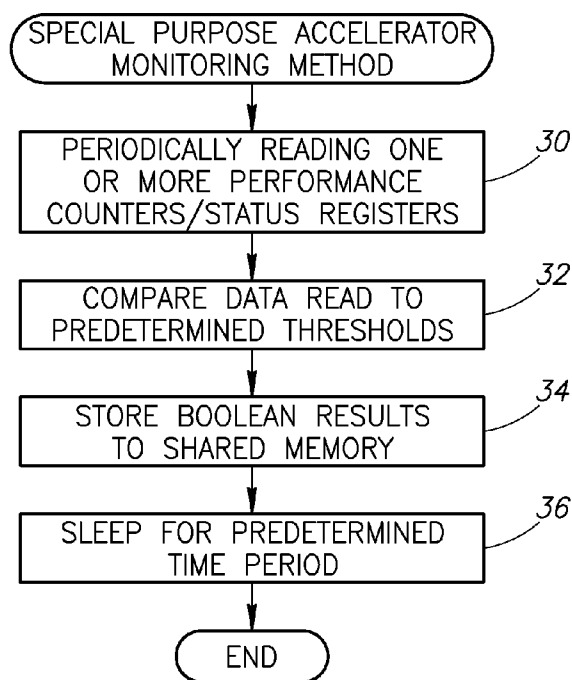 SPECIAL PURPOSE ACCELERATOR
MONITORING METHOD
PERIODICALLY READING ONE
OR MORE PERFORMANCE
COUNTERS/STATUS REGISTERS
30
COMPARE DATA READ TO
PREDETERMINED THRESHOLDS
32
STORE BOOLEAN RESULTS
TO SHARED MEMORY
34
SLEEP FOR PREDETERMINED
TIME PERIOD
36
END